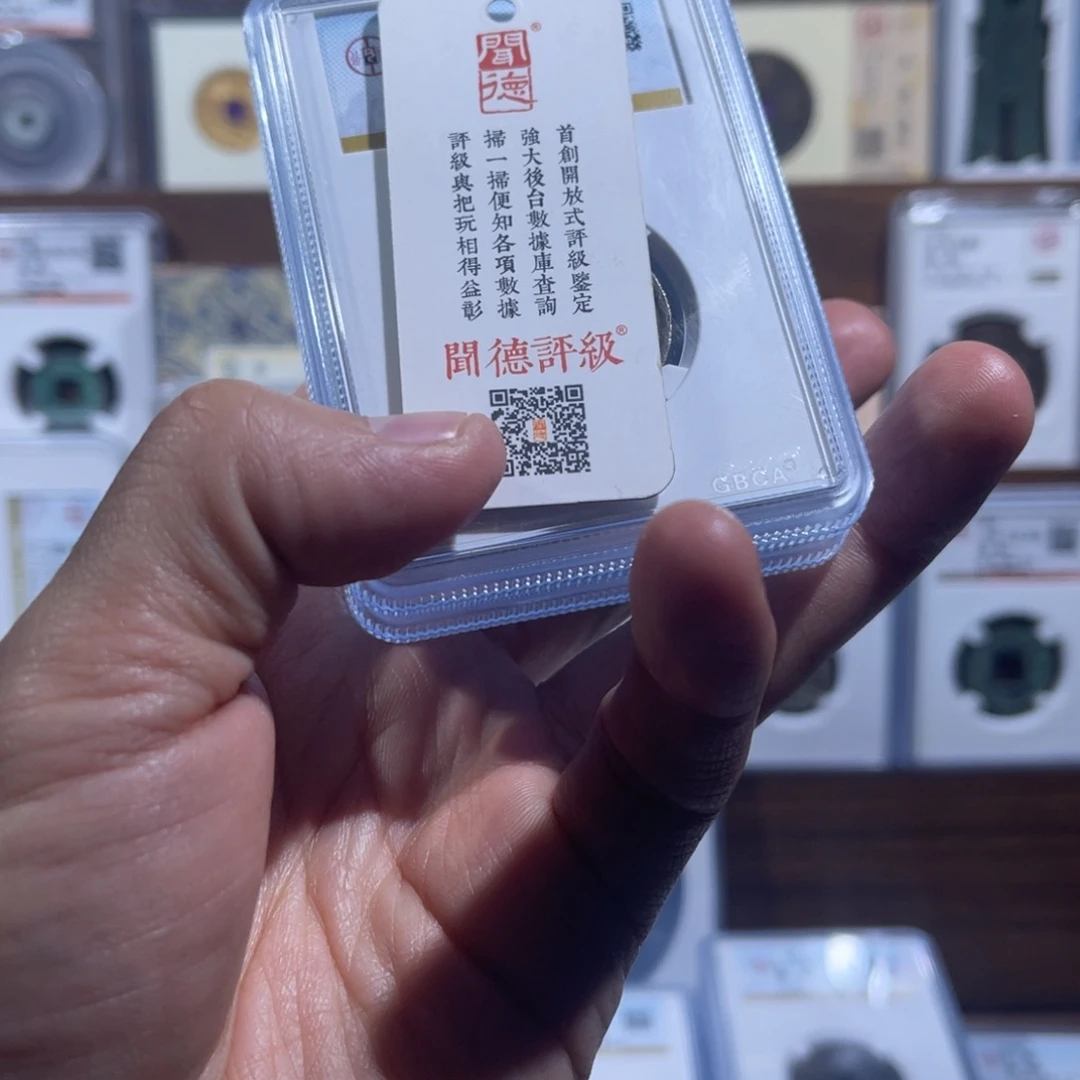 聞德®
首創開放式評級鑒定
強大後台數據庫查詢
掃一掃便知各項數據
評級與把玩相得益彰
聞德評級®
GBCA